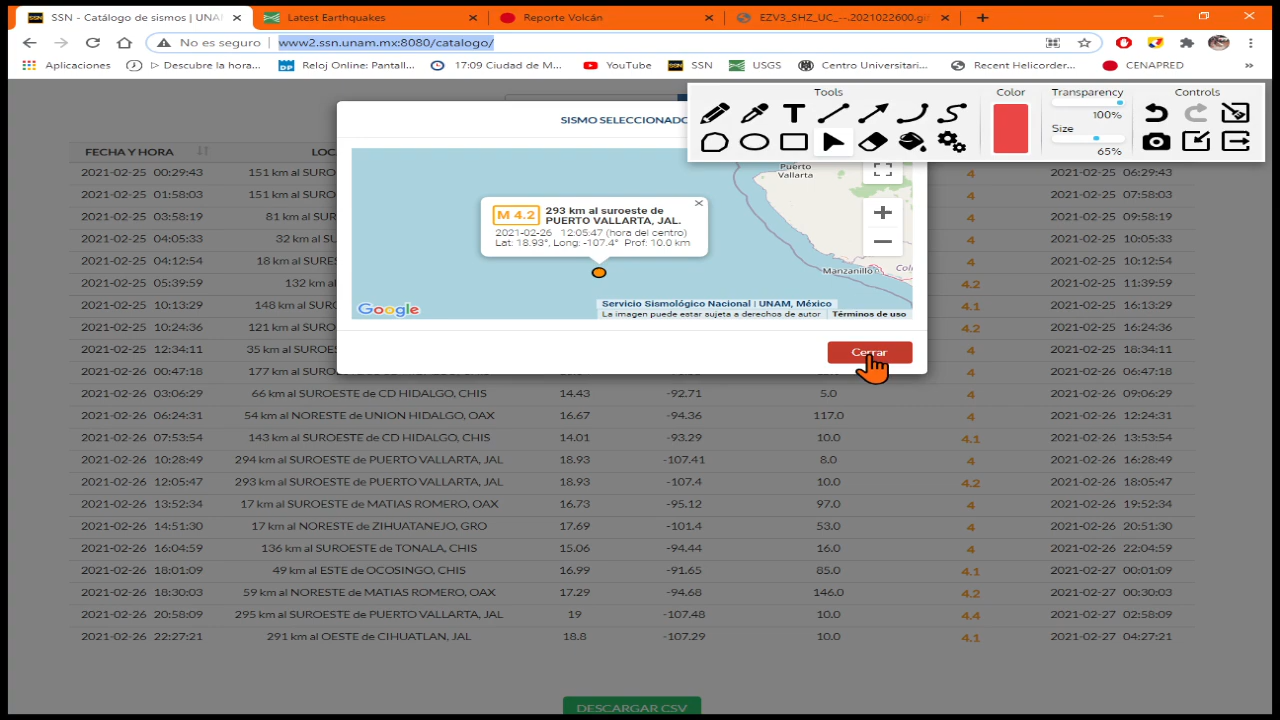 SSN - Catálogo de sismos | UNA
Latest Earthquakes
Reporte Volcán
EZV3_SHZ_UC_--.2021022600.gi
No es seguro
www2.ssn.unam.mx:8080/catalogo/
Aplicaciones
▷ Descubre la hora...
DP Reloj Online: Pantall...
17:09 Ciudad de M...
YouTube
SSN
USGS
Centro Universitari...
Recent Helicorder...
CENAPRED
»
Tools
Color
Transparency
Controls
100%
Size
65%
SISMO SELECCIONADO
M 4.2
293 km al suroeste de
PUERTO VALLARTA, JAL.
2021-02-26 12:05:47 (hora del centro)
Lat: 18.93°, Long: -107.4° Prof: 10.0 km
Puerto
Vallarta
Manzanillo
Google
Servicio Sismológico Nacional | UNAM, México
La imagen puede estar sujeta a derechos de autor
Términos de uso
Cerrar
FECHA Y HORA
LOC
2021-02-25 00:29:43 151 km al SUROE 4 2021-02-25 06:29:43
2021-02-25 01:58:03 151 km al SURO 4 2021-02-25 07:58:03
2021-02-25 03:58:19 81 km al SURO 4 2021-02-25 09:58:19
2021-02-25 04:05:33 32 km al SURO 4 2021-02-25 10:05:33
2021-02-25 04:12:54 18 km al SURES 4 2021-02-25 10:12:54
2021-02-25 05:39:59 132 km al 4.2 2021-02-25 11:39:59
2021-02-25 10:13:29 148 km al SURO 4.1 2021-02-25 16:13:29
2021-02-25 10:24:36 121 km al SURO 4.2 2021-02-25 16:24:36
2021-02-25 12:34:11 35 km al SURO 4 2021-02-25 18:34:11
2021-02-26 00:47:18 177 km al SURO 4 2021-02-26 06:47:18
2021-02-26 03:06:29 66 km al SUROESTE de CD HIDALGO, CHIS 14.43 -92.71 5.0 4 2021-02-26 09:06:29
2021-02-26 06:24:31 54 km al NORESTE de UNION HIDALGO, OAX 16.67 -94.36 117.0 4 2021-02-26 12:24:31
2021-02-26 07:53:54 143 km al SUROESTE de CD HIDALGO, CHIS 14.01 -93.29 10.0 4.1 2021-02-26 13:53:54
2021-02-26 10:28:49 294 km al SUROESTE de PUERTO VALLARTA, JAL 18.93 -107.41 8.0 4 2021-02-26 16:28:49
2021-02-26 12:05:47 293 km al SUROESTE de PUERTO VALLARTA, JAL 18.93 -107.4 10.0 4.2 2021-02-26 18:05:47
2021-02-26 13:52:34 17 km al SUROESTE de MATIAS ROMERO, OAX 16.73 -95.12 97.0 4 2021-02-26 19:52:34
2021-02-26 14:51:30 17 km al NORESTE de ZIHUATANEJO, GRO 17.69 -101.4 53.0 4 2021-02-26 20:51:30
2021-02-26 16:04:59 136 km al SUROESTE de TONALA, CHIS 15.06 -94.44 16.0 4 2021-02-26 22:04:59
2021-02-26 18:01:09 49 km al ESTE de OCOSINGO, CHIS 16.99 -91.65 85.0 4.1 2021-02-27 00:01:09
2021-02-26 18:30:03 59 km al NORESTE de MATIAS ROMERO, OAX 17.29 -94.68 146.0 4.2 2021-02-27 00:30:03
2021-02-26 20:58:09 295 km al SUROESTE de PUERTO VALLARTA, JAL 19 -107.48 10.0 4.4 2021-02-27 02:58:09
2021-02-26 22:27:21 291 km al OESTE de CIHUATLAN, JAL 18.8 -107.29 10.0 4.1 2021-02-27 04:27:21
DESCARGAR CSV